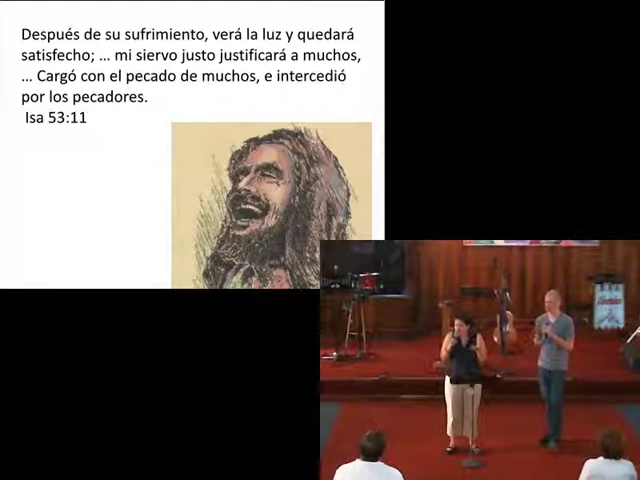 Después de su sufrimiento, verá la luz y quedará
satisfecho; ... mi siervo justo justificará a muchos,
... Cargó con el pecado de muchos, e intercedió
por los pecadores.
Isa 53:11